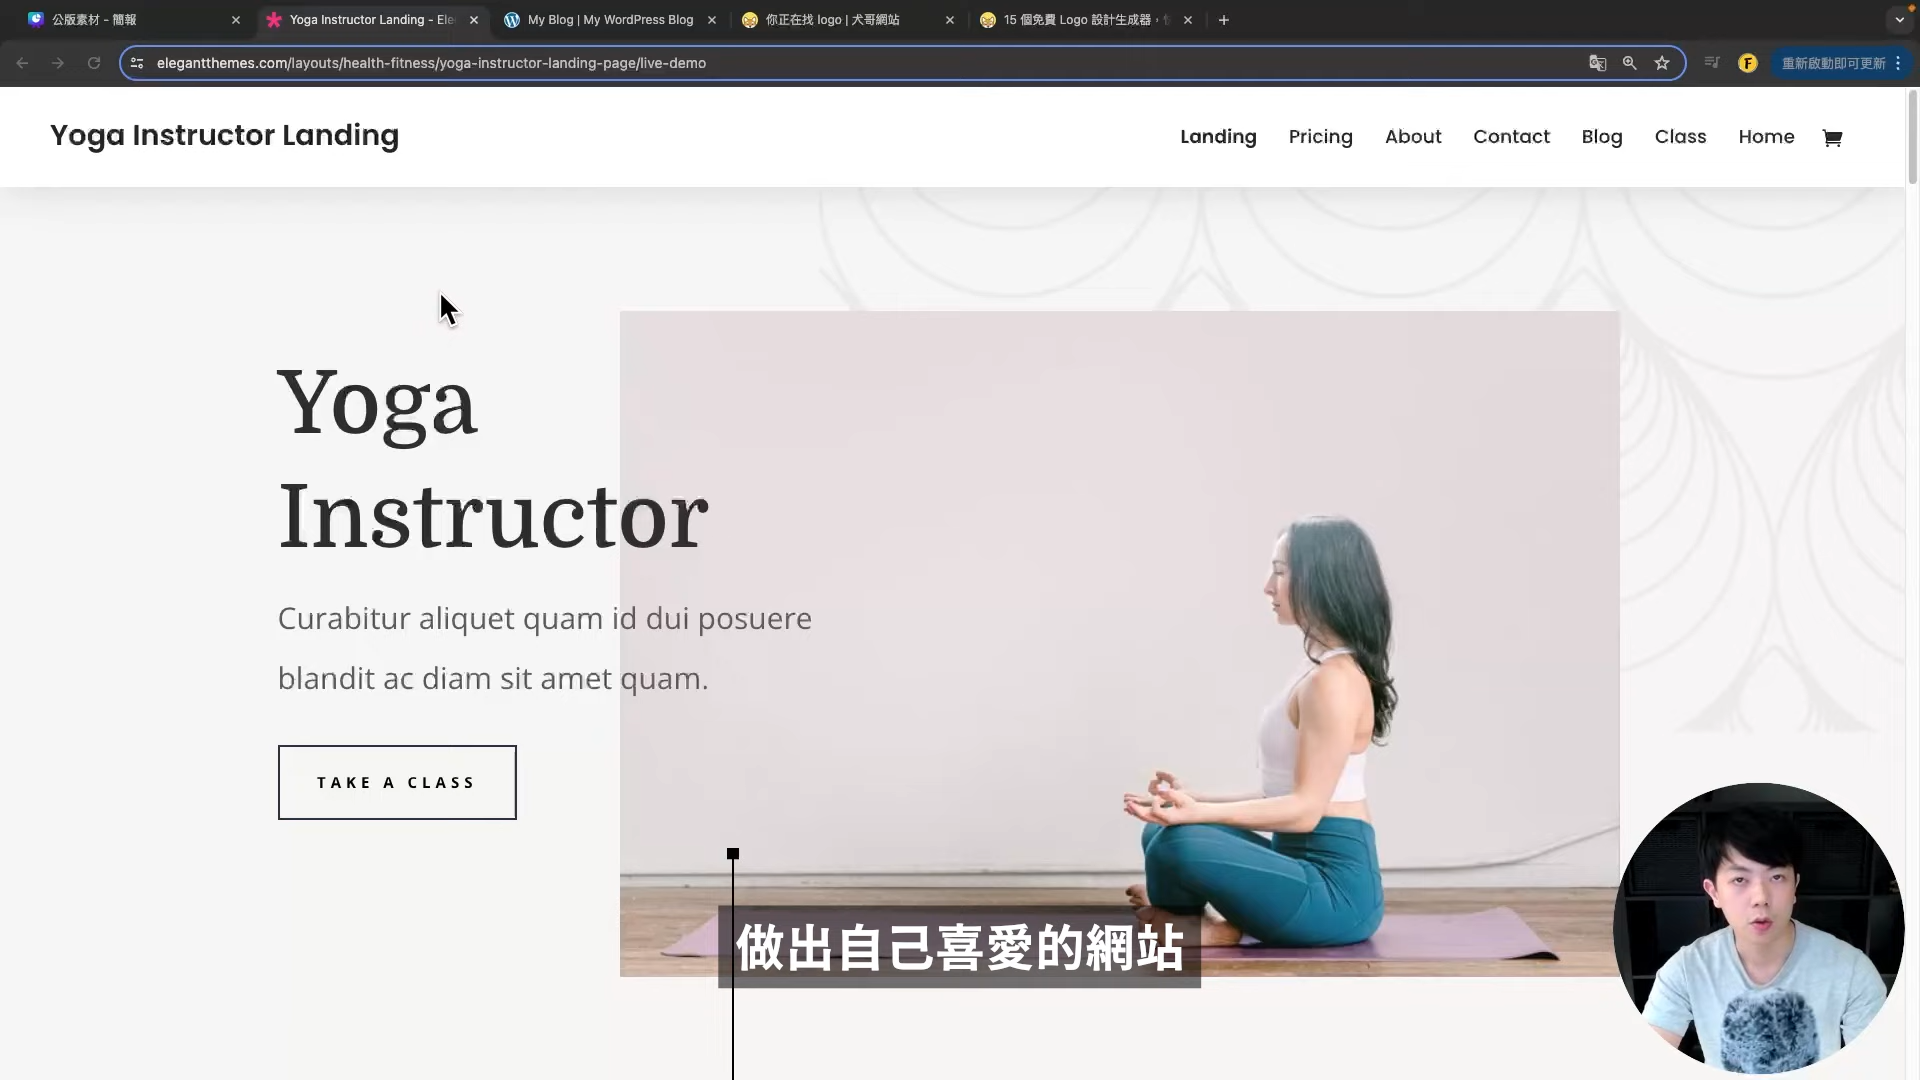 公版素材 - 簡報
Yoga Instructor Landing - Ele
My Blog | My WordPress Blog
你正在找 logo | 犬哥網站
15 個免費 Logo 設計生成器,
elegantthemes.com/layouts/health-fitness/yoga-instructor-landing-page/live-demo
F
重新啟動即可更新
Yoga Instructor Landing
Landing
Pricing
About
Contact
Blog
Class
Home
Yoga
Instructor
Curabitur aliquet quam id dui posuere
blandit ac diam sit amet quam.
TAKE A CLASS
做出自己喜愛的網站